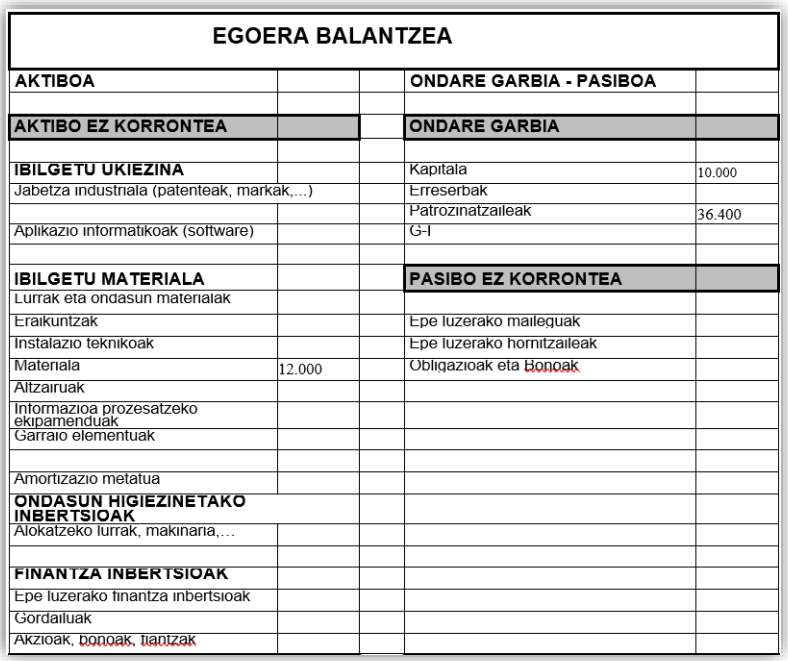 EGOERA BALANTZEA
AKTIBOA
ONDARE GARBIA - PASIBOA
AKTIBO EZ KORRONTEA
ONDARE GARBIA
IBILGETU UKIEZINA
Kapitala 10.000
Jabetza industriala (patenteak, markak,...)
Erreserbak
Patrozinatzaileak 36.400
Aplikazio informatikoak (software)
G-I
IBILGETU MATERIALA
PASIBO EZ KORRONTEA
Lurrak eta ondasun materialak
Eraikuntzak
Epe luzerako maileguak
Instalazio teknikoak
Epe luzerako hornitzaileak
Materiala 12.000
Obligazioak eta Bonoak
Altzairuak
Informazioa prozesatzeko
ekipamenduak
Garraio elementuak
Amortizazio metatua
ONDASUN HIGIEZINETAKO
INBERTSIOAK
Alokatzeko lurrak, makinaria,…
FINANTZA INBERTSIOAK
Epe luzerako finantza inbertsioak
Gordailuak
Akzioak, bonoak, fiantzak